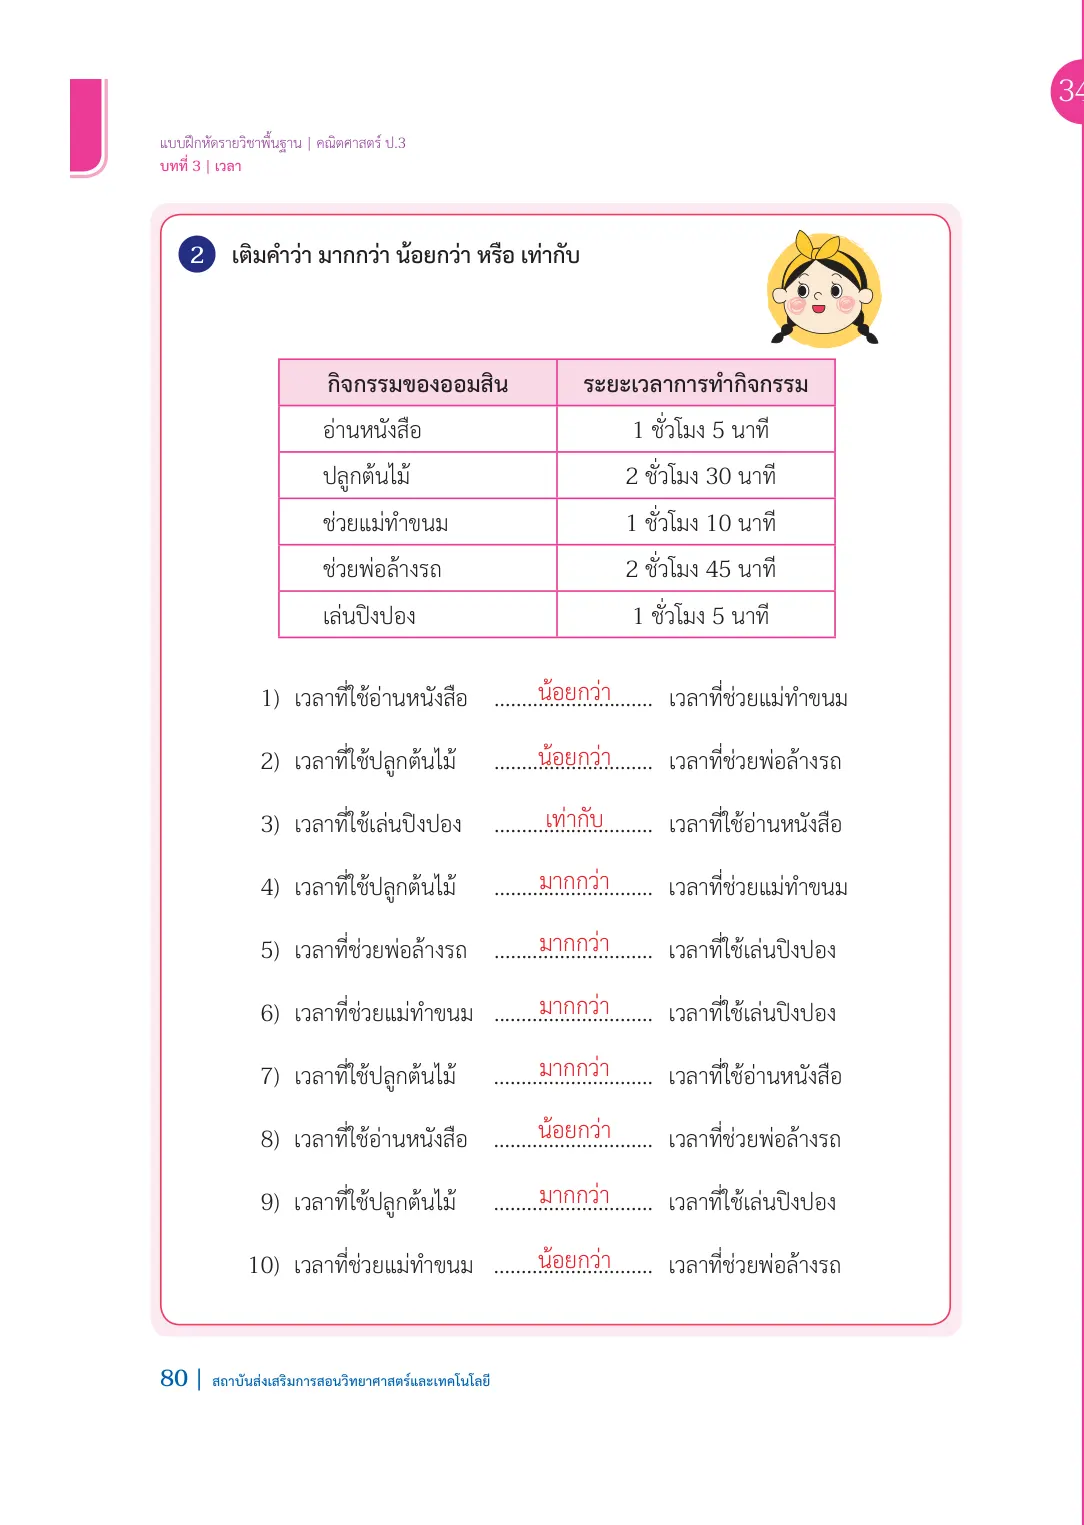 34
แบบฝึกหัดรายวิชาพื้นฐาน | คณิตศาสตร์ ป.3
บทที่ 3 | เวลา
2 เติมคำว่า มากกว่า น้อยกว่า หรือ เท่ากับ
กิจกรรมของออมสิน ระยะเวลาการทำกิจกรรม
อ่านหนังสือ 1 ชั่วโมง 5 นาที
ปลูกต้นไม้ 2 ชั่วโมง 30 นาที
ช่วยแม่ทำขนม 1 ชั่วโมง 10 นาที
ช่วยพ่อล้างรถ 2 ชั่วโมง 45 นาที
เล่นปิงปอง 1 ชั่วโมง 5 นาที
1) เวลาที่ใช้อ่านหนังสือ น้อยกว่า เวลาที่ช่วยแม่ทำขนม
2) เวลาที่ใช้ปลูกต้นไม้ น้อยกว่า เวลาที่ช่วยพ่อล้างรถ
3) เวลาที่ใช้เล่นปิงปอง เท่ากับ เวลาที่ใช้อ่านหนังสือ
4) เวลาที่ใช้ปลูกต้นไม้ มากกว่า เวลาที่ช่วยแม่ทำขนม
5) เวลาที่ช่วยพ่อล้างรถ มากกว่า เวลาที่ใช้เล่นปิงปอง
6) เวลาที่ช่วยแม่ทำขนม มากกว่า เวลาที่ใช้เล่นปิงปอง
7) เวลาที่ใช้ปลูกต้นไม้ มากกว่า เวลาที่ใช้อ่านหนังสือ
8) เวลาที่ใช้อ่านหนังสือ น้อยกว่า เวลาที่ช่วยพ่อล้างรถ
9) เวลาที่ใช้ปลูกต้นไม้ มากกว่า เวลาที่ใช้เล่นปิงปอง
10) เวลาที่ช่วยแม่ทำขนม น้อยกว่า เวลาที่ช่วยพ่อล้างรถ
80 | สถาบันส่งเสริมการสอนวิทยาศาสตร์และเทคโนโลยี